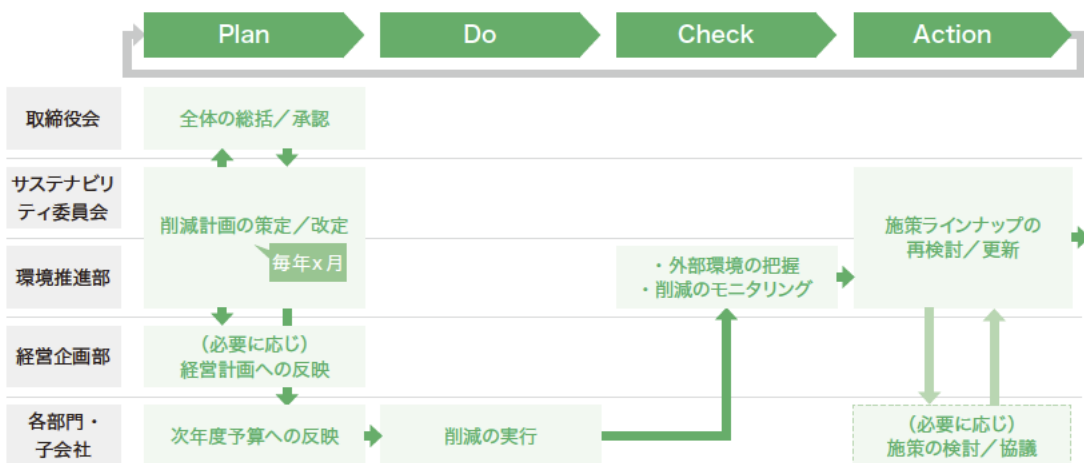 Plan
Do
Check
Action
取締役会
全体の総括／承認
サステナビリ
ティ委員会
削減計画の策定／改定
毎年x月
施策ラインナップの
再検討／更新
環境推進部
・外部環境の把握
・削減のモニタリング
経営企画部
（必要に応じ）
経営計画への反映
各部門・
子会社
次年度予算への反映
削減の実行
（必要に応じ）
施策の検討／協議